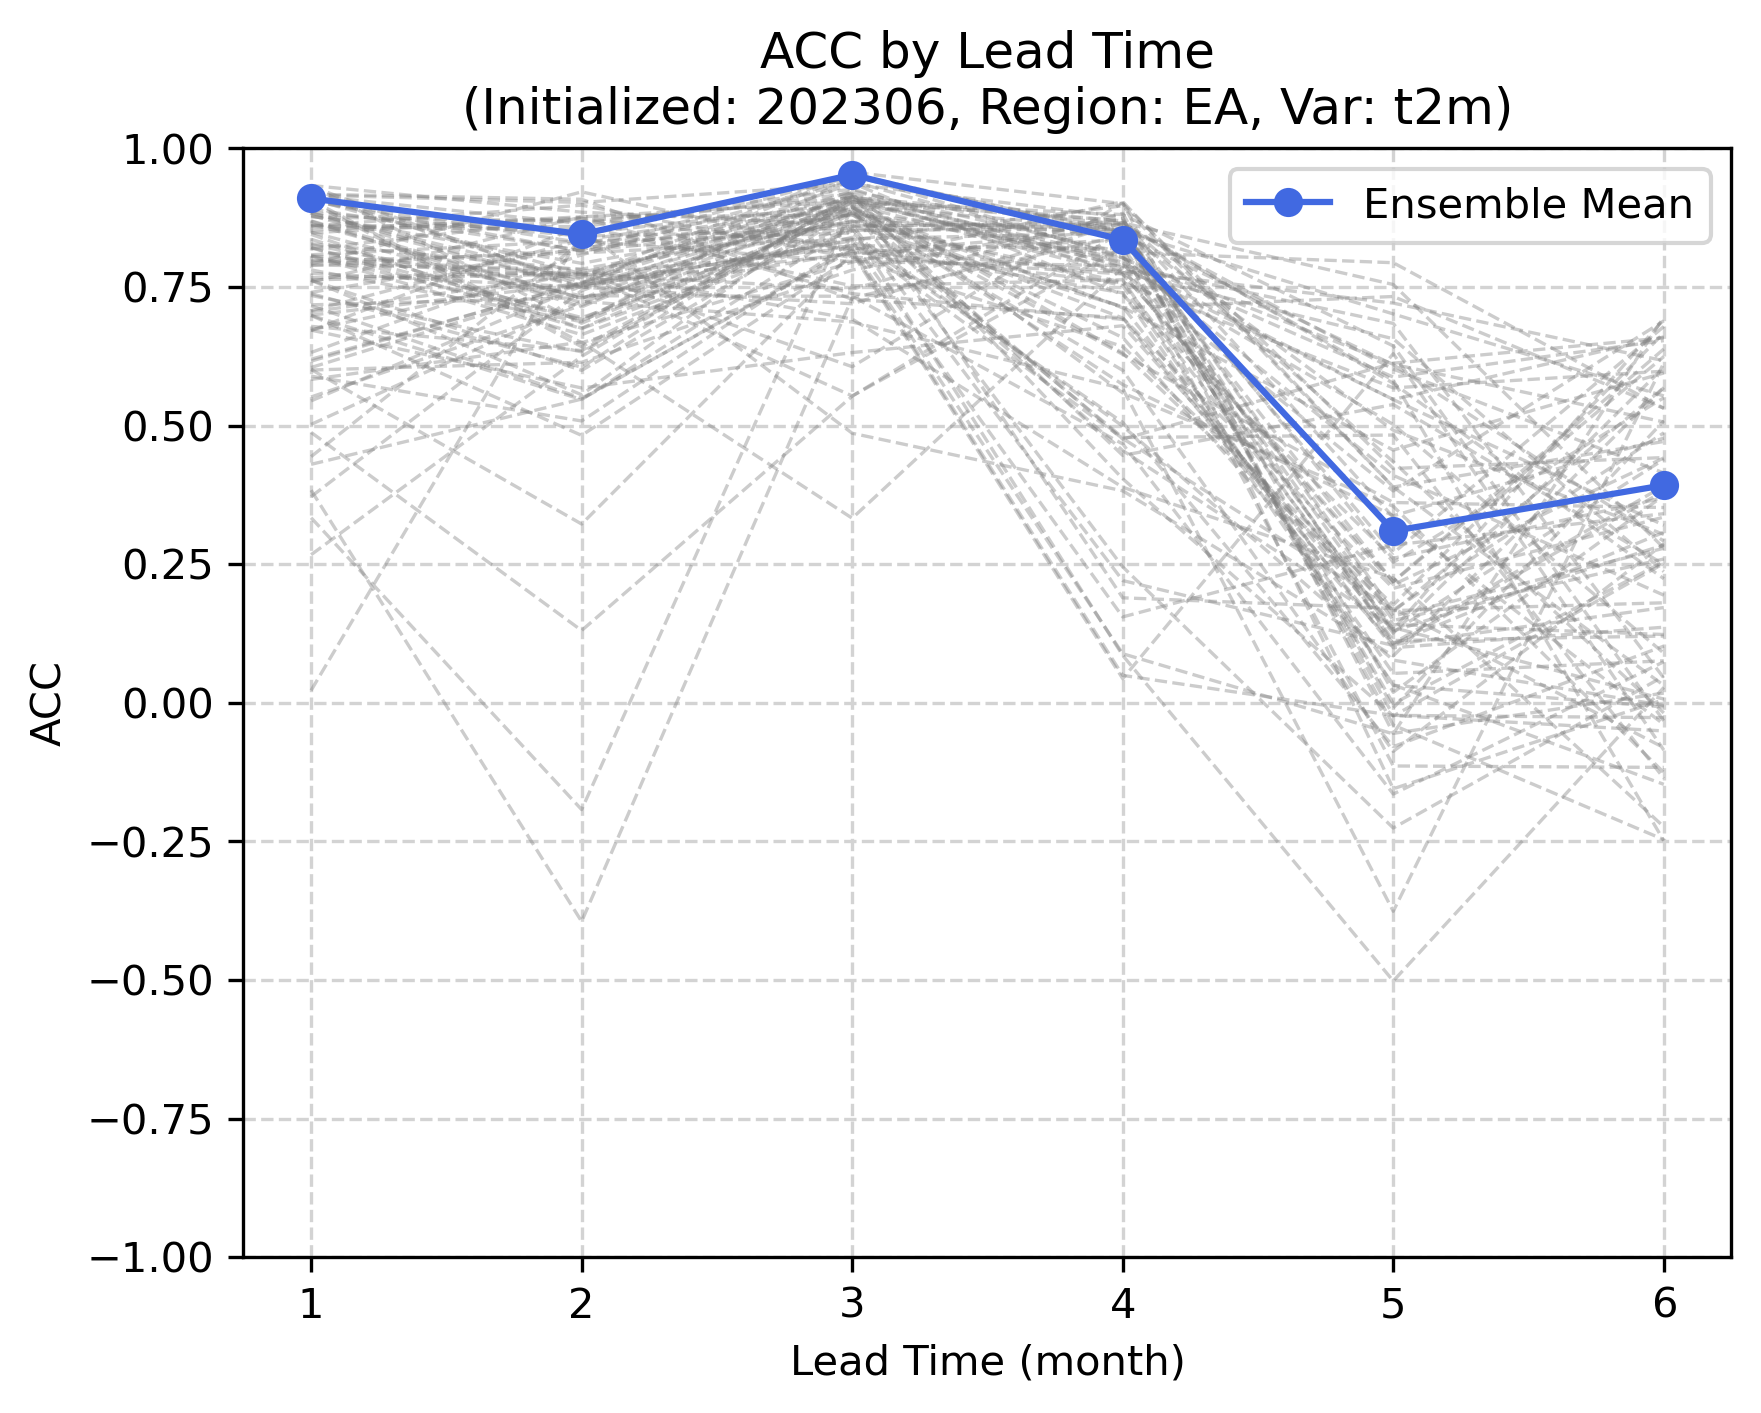 ACC by Lead Time
(Initialized: 202306, Region: EA, Var: t2m)
Ensemble Mean
1.00
0.75
0.50
0.25
0.00
−0.25
−0.50
−0.75
−1.00
ACC
1 2 3 4 5 6
Lead Time (month)